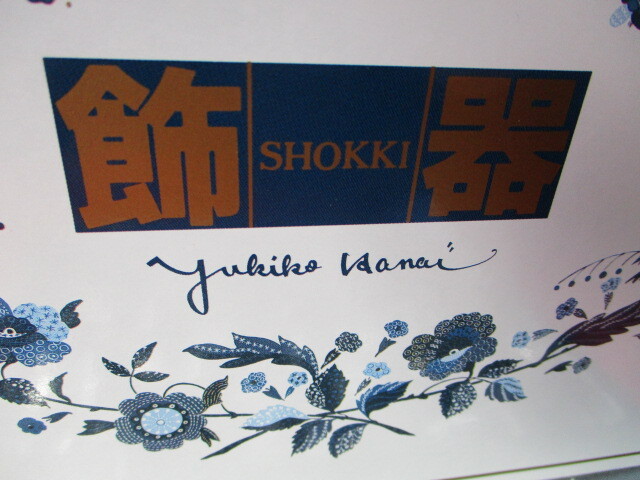 飾 SHOKKI 器
Yukiko Hanai